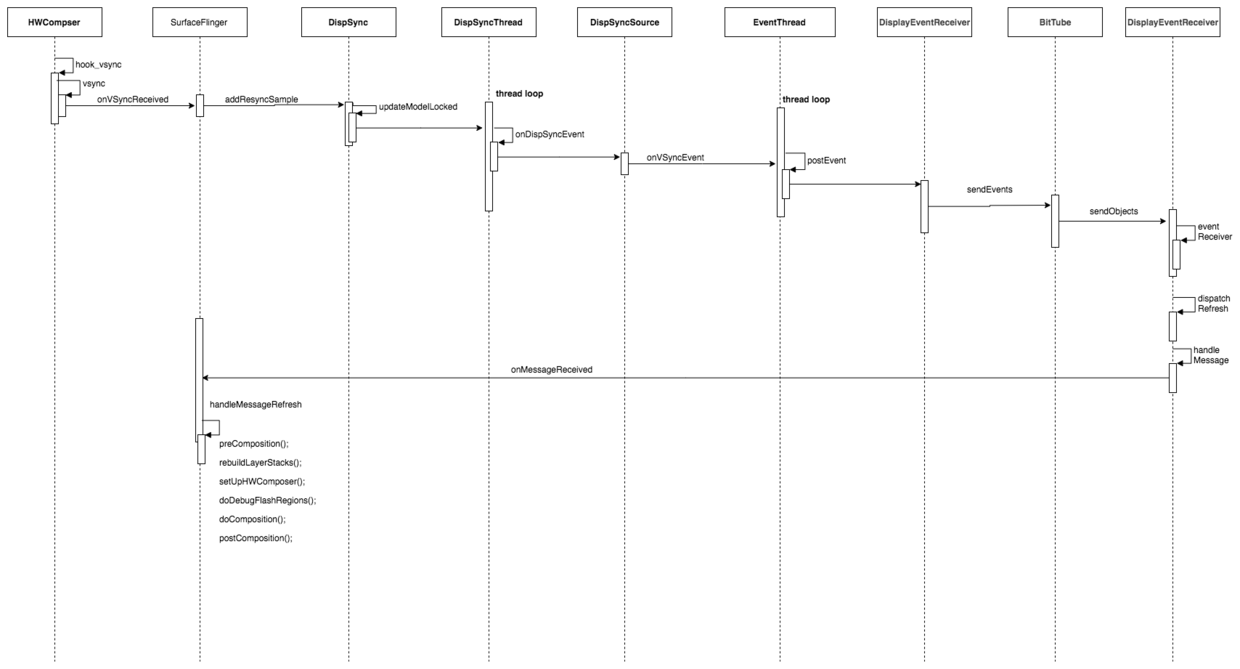 HWCompser
SurfaceFlinger
DispSync
DispSyncThread
DispSyncSource
EventThread
DisplayEventReceiver
BitTube
DisplayEventReceiver
hook_vsync
vsync
onVSyncReceived
addResyncSample
updateModelLocked
thread loop
onDispSyncEvent
onVSyncEvent
thread loop
postEvent
sendEvents
sendObjects
event
Receiver
dispatch
Refresh
handle
Message
onMessageReceived
handleMessageRefresh
preComposition();
rebuildLayerStacks();
setUpHWComposer();
doDebugFlashRegions();
doComposition();
postComposition();